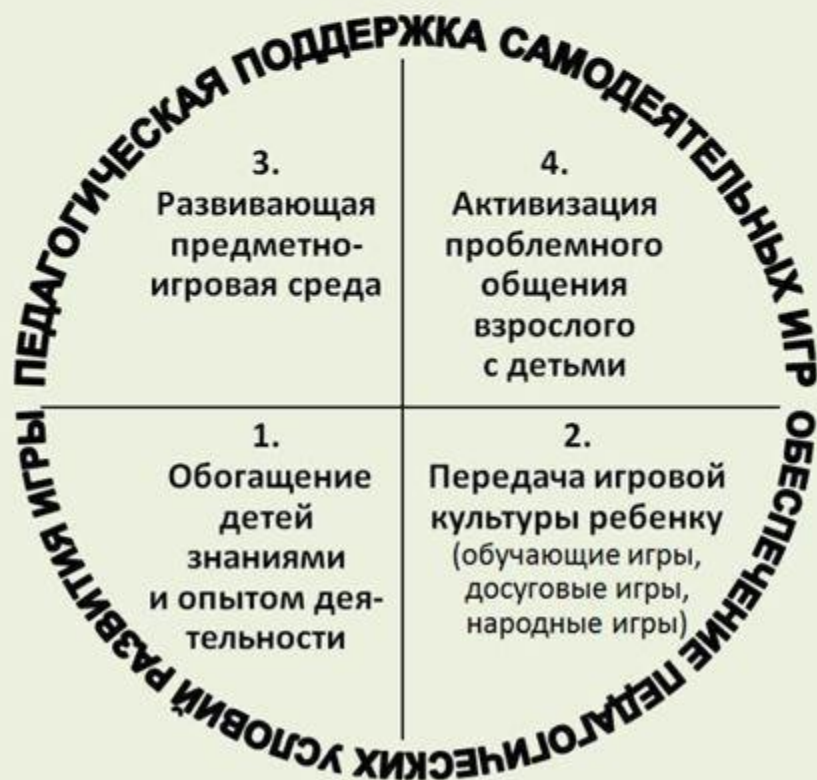 ПЕДАГОГИЧЕСКАЯ ПОДДЕРЖКА САМОДЕЯТЕЛЬНЫХ ИГР
3.
Развивающая
предметно-
игровая среда
4.
Активизация
проблемного
общения
взрослого
с детьми
1.
Обогащение
детей
знаниями
и опытом дея-
тельности
2.
Передача игровой
культуры ребенку
(обучающие игры,
досуговые игры,
народные игры)
ОБЕСПЕЧЕНИЕ ПЕДАГОГИЧЕСКИХ УСЛОВИЙ РАЗВИТИЯ ИГРЫ